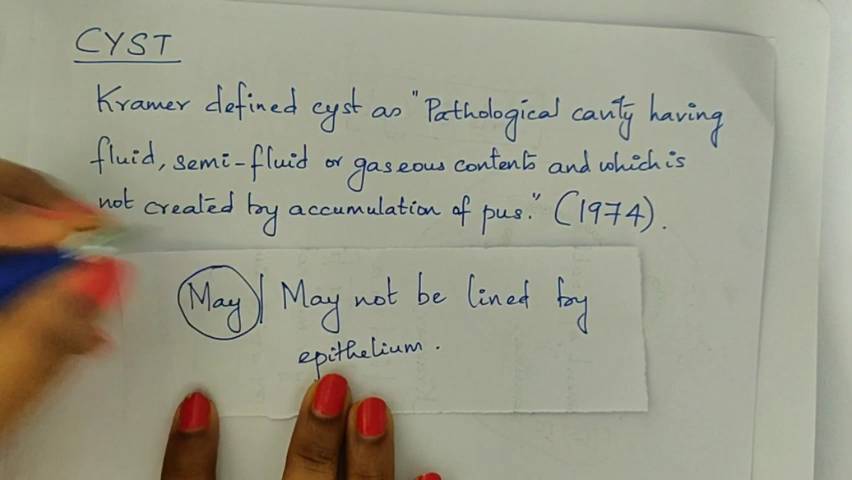 CYST
Kramer defined cyst as "Pathological cavity having
fluid, semi-fluid or gaseous contents and which is
not created by accumulation of pus." (1974).
May | May not be lined by
epithelium.